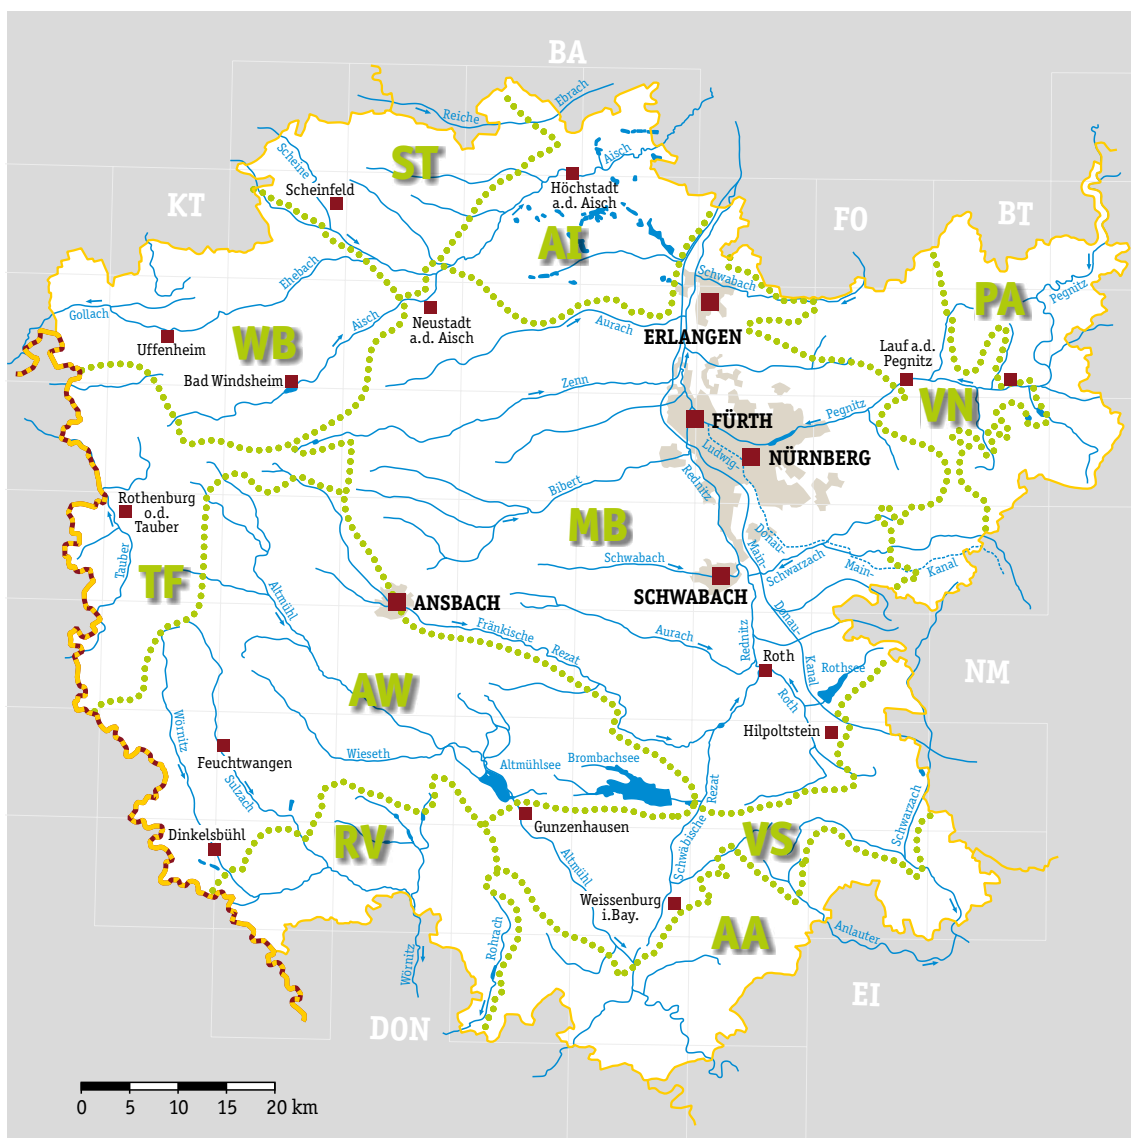 BA
Reiche
Ebrach
ST
Aisch
Scheine
Scheinfeld
Höchstadt
a.d. Aisch
KT
FO
BT
AI
Ehebach
Schwabach
PA
Pegnitz
Gollach
Aisch
Neustadt
a.d. Aisch
Aurach
ERLANGEN
Uffenheim
WB
Lauf a.d.
Pegnitz
Bad Windsheim
Zenn
VN
FÜRTH
Pegnitz
Ludwig-
NÜRNBERG
Rednitz
Bibert
Rothenburg
o.d.
Tauber
MB
Donau-
Main-
Schwabach
Schwarzach
Main-
Kanal
Tauber
TF
Altmühl
ANSBACH
SCHWABACH
Donau-
Fränkische
Rezat
Aurach
Rednitz
Roth
Kanal
Rothsee
NM
AW
Roth
Wörnitz
Hilpoltstein
Wieseth
Feuchtwangen
Altmühlsee
Brombachsee
Sulzach
Rezat
Schwarzach
Gunzenhausen
Dinkelsbühl
RV
Schwäbische
VS
Altmühl
Weissenburg
i.Bay.
AA
Rohrach
Anlauter
Wörnitz
EI
DON
0 5 10 15 20 km